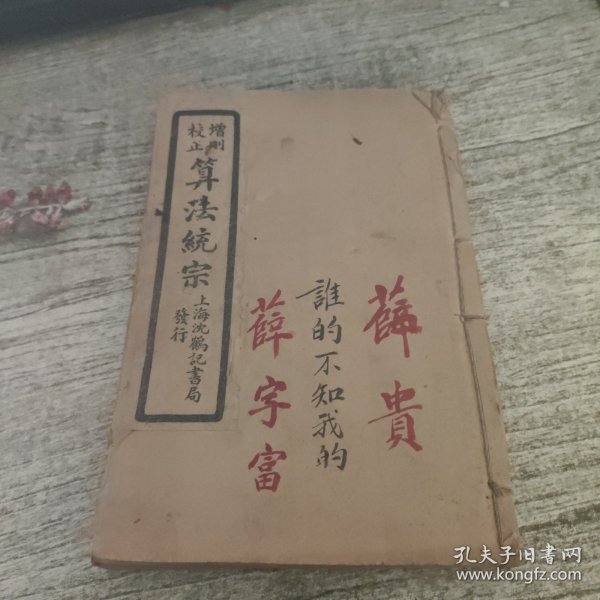 增刪
校正
算法統宗
上海沈鶴記書局
發行
薛貴
誰的不知我的
薛字富
孔夫子旧书网
www.kongfz.com